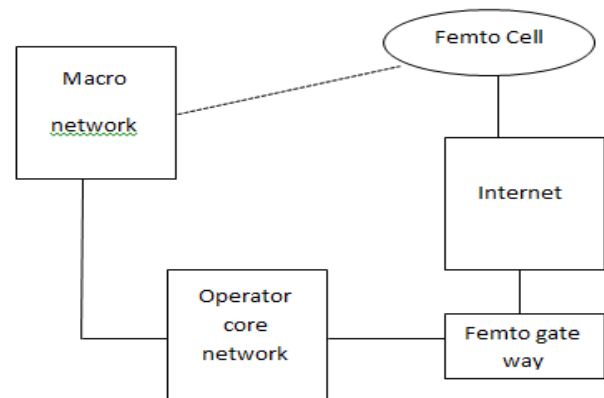 Femto Cell
Macro
network
Internet
Operator
core
network
Femto gate
way